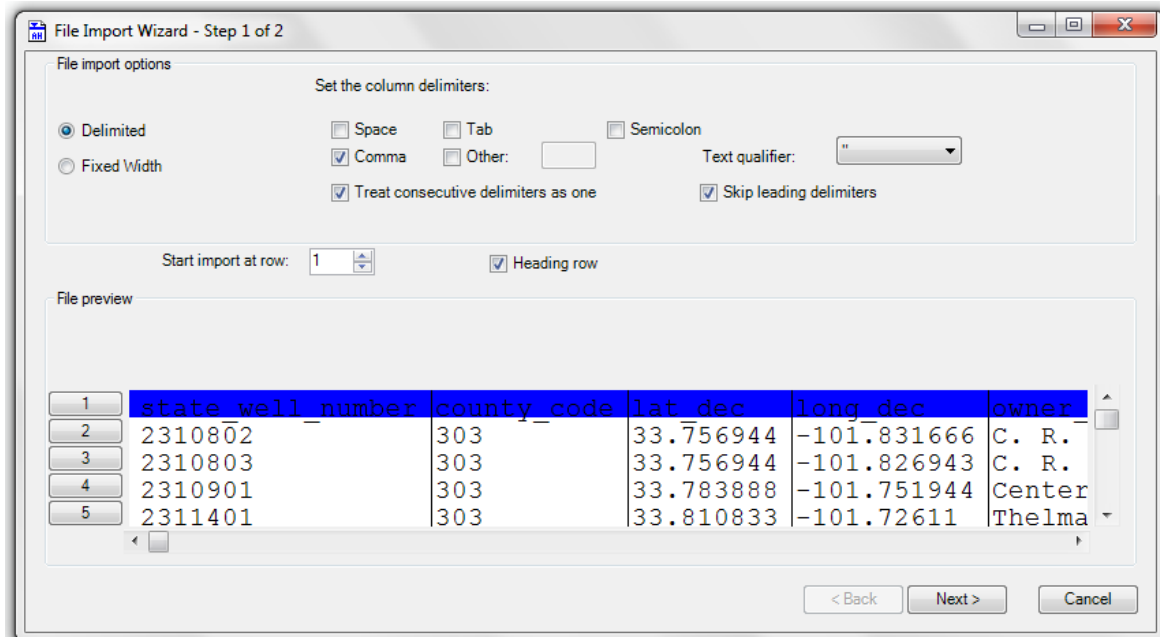 File Import Wizard - Step 1 of 2
File import options
Set the column delimiters:
Delimited
Space Tab Semicolon
Fixed Width
Comma Other: Text qualifier: "
Treat consecutive delimiters as one Skip leading delimiters
Start import at row: 1 Heading row
File preview
1 state_well_number county_code lat_dec long_dec owner_
2 2310802 303 33.756944 -101.831666 C. R.
3 2310803 303 33.756944 -101.826943 C. R.
4 2310901 303 33.783888 -101.751944 Center
5 2311401 303 33.810833 -101.72611 Thelma
< Back Next > Cancel